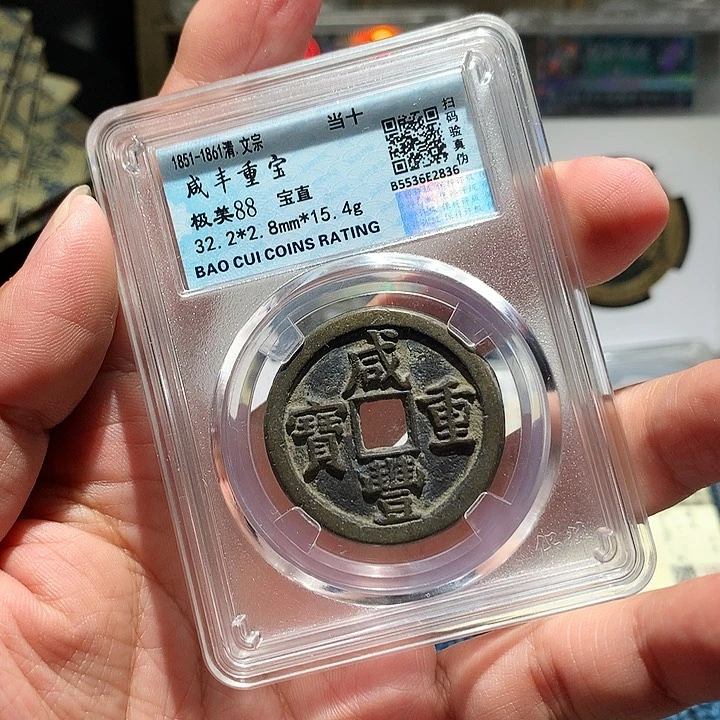 1851-1861清.文宗
当十
咸丰重宝
极美88 宝直
32.2*2.8mm*15.4g
BAO CUI COINS RATING
扫码验真伪
B5536E2836
咸豐重寶